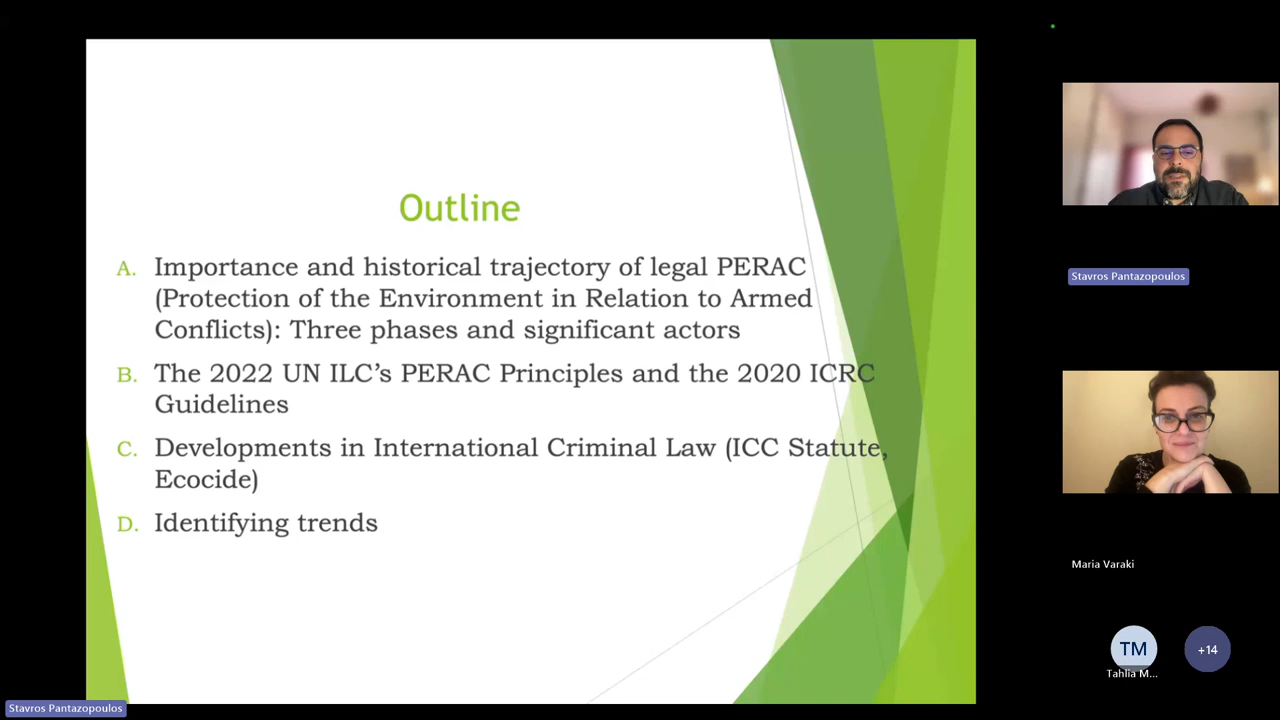 Outline
A. Importance and historical trajectory of legal PERAC
(Protection of the Environment in Relation to Armed
Conflicts): Three phases and significant actors
B. The 2022 UN ILC's PERAC Principles and the 2020 ICRC
Guidelines
C. Developments in International Criminal Law (ICC Statute,
Ecocide)
D. Identifying trends
Stavros Pantazopoulos
Maria Varaki
TM
+14
Tahlia M...
Stavros Pantazopoulos